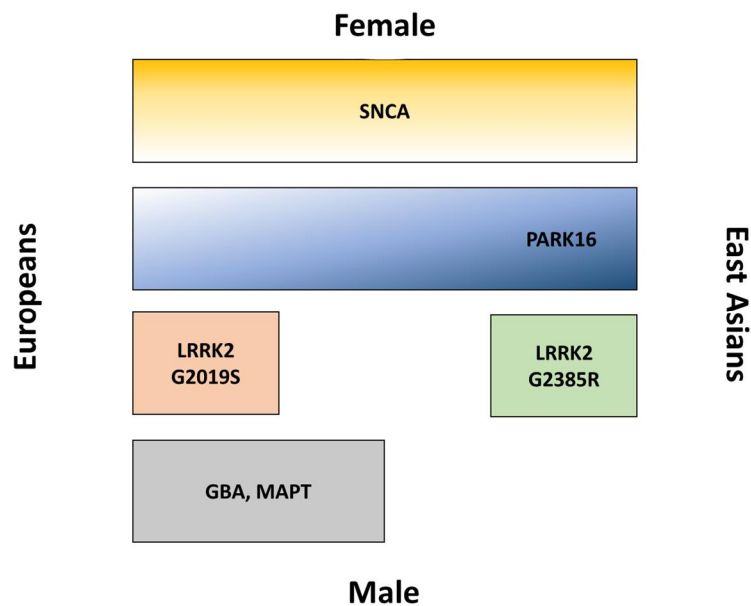 Female
SNCA
Europeans
PARK16
East Asians
LRRK2
G2019S
LRRK2
G2385R
GBA, MAPT
Male